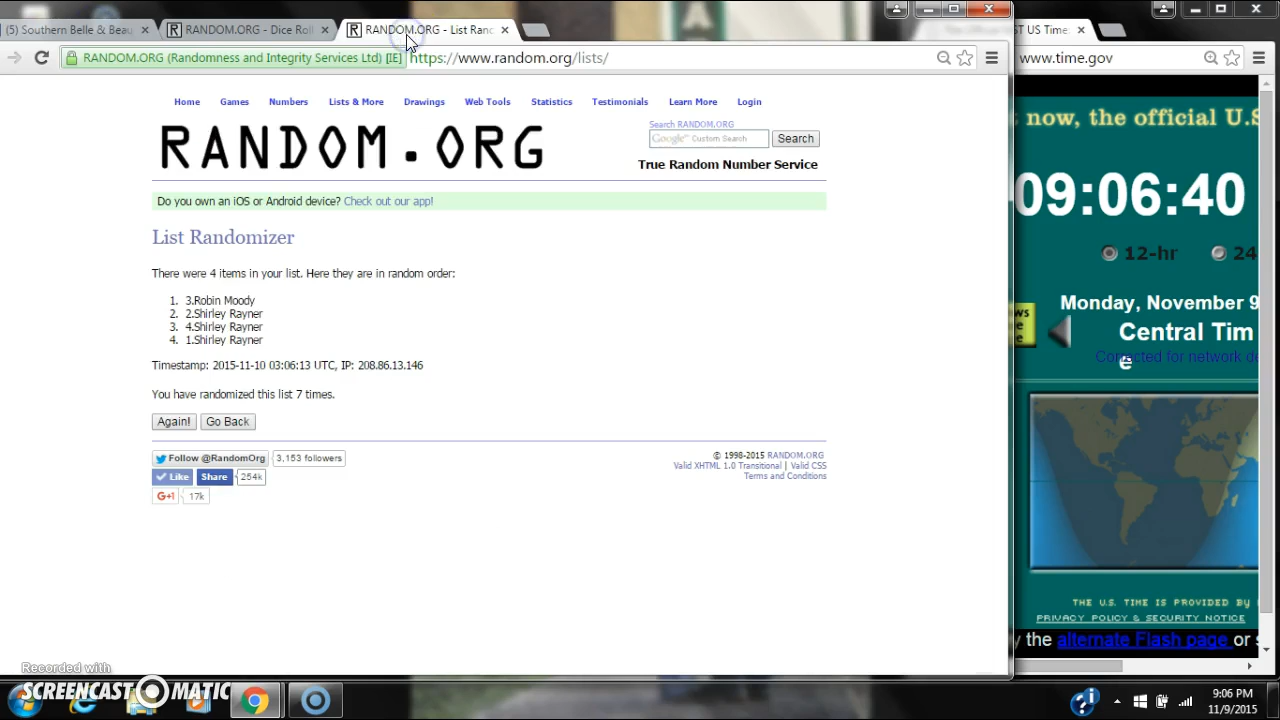 (5) Southern Belle & Beau
RANDOM.ORG - Dice Roll
RANDOM.ORG - List Ran
RANDOM.ORG (Randomness and Integrity Services Ltd) [IE] https://www.random.org/lists/
Home Games Numbers Lists & More Drawings Web Tools Statistics Testimonials Learn More Login
RANDOM.ORG
Search RANDOM.ORG
Google™ Custom Search
Search
True Random Number Service
Do you own an iOS or Android device? Check out our app!
List Randomizer
There were 4 items in your list. Here they are in random order:
1. 3.Robin Moody
2. 2.Shirley Rayner
3. 4.Shirley Rayner
4. 1.Shirley Rayner
Timestamp: 2015-11-10 03:06:13 UTC, IP: 208.86.13.146
You have randomized this list 7 times.
Again! Go Back
Follow @RandomOrg 3,153 followers
Like Share 254k
G+1 17k
© 1998-2015 RANDOM.ORG
Valid XHTML 1.0 Transitional | Valid CSS
Terms and Conditions
ST US Time
www.time.gov
now, the official U.S
09:06:40
12-hr 24
Monday, November 9
Central Tim
e
Corrected for network de
THE U.S. TIME IS PROVIDED BY
PRIVACY POLICY & SECURITY NOTICE
y the alternate Flash page or s
Recorded with
SCREENCAST-O-MATIC
9:06 PM
11/9/2015